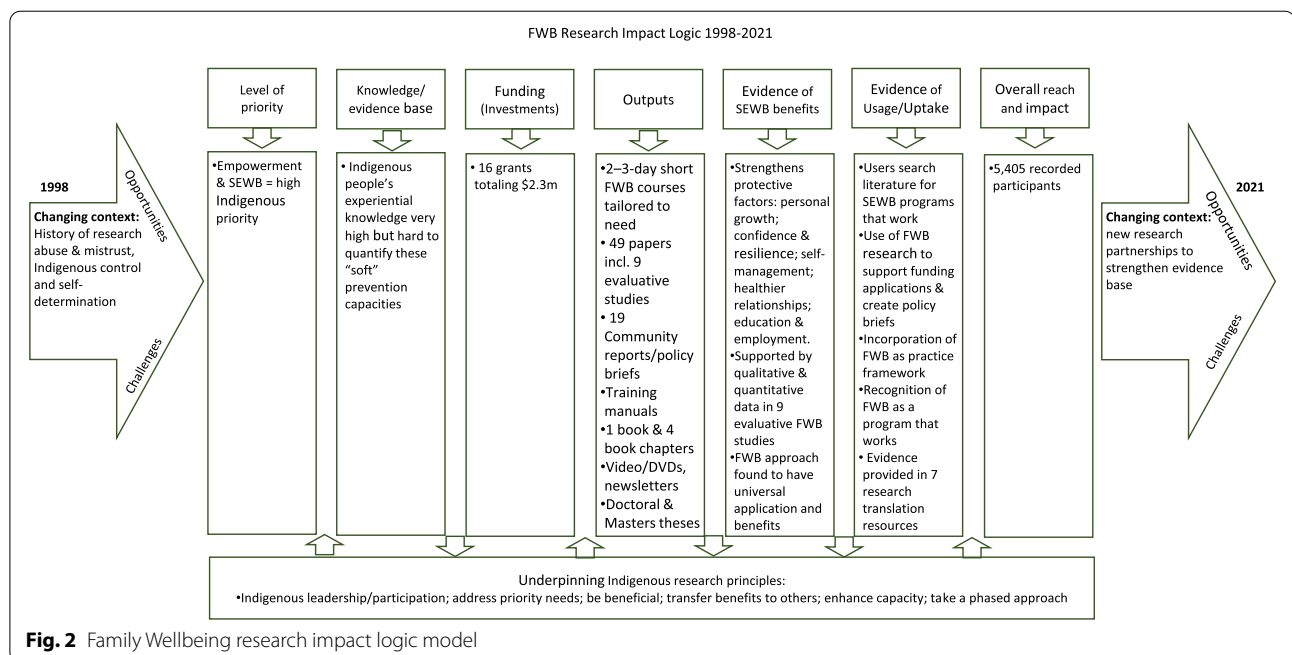 FWB Research Impact Logic 1998-2021
1998
Changing context:
History of research
abuse & mistrust,
Indigenous control
and self-
determination
Opportunities
Challenges
Level of
priority
•Empowerment
& SEWB = high
Indigenous
priority
Knowledge/
evidence base
• Indigenous
people’s
experiential
knowledge very
high but hard to
quantify these
“soft”
prevention
capacities
Funding
(Investments)
• 16 grants
totaling $2.3m
Outputs
•2–3-day short
FWB courses
tailored to
need
• 49 papers
incl. 9
evaluative
studies
• 19
Community
reports/policy
briefs
•Training
manuals
•1 book & 4
book chapters
•Video/DVDs,
newsletters
•Doctoral &
Masters theses
Evidence of
SEWB benefits
•Strengthens
protective
factors: personal
growth;
confidence &
resilience; self-
management;
healthier
relationships;
education &
employment.
•Supported by
qualitative &
quantitative
data in 9
evaluative FWB
studies
•FWB approach
found to have
universal
application and
benefits
Evidence of
Usage/Uptake
•Users search
literature for
SEWB programs
that work
•Use of FWB
research to
support funding
applications &
create policy
briefs
•Incorporation of
FWB as practice
framework
•Recognition of
FWB as a
program that
works
• Evidence
provided in 7
research
translation
resources
Overall reach
and impact
•5,405 recorded
participants
2021
Changing context:
new research
partnerships to
strengthen evidence
base
Opportunities
Challenges
Underpinning Indigenous research principles:
•Indigenous leadership/participation; address priority needs; be beneficial; transfer benefits to others; enhance capacity; take a phased approach
Fig. 2 Family Wellbeing research impact logic model